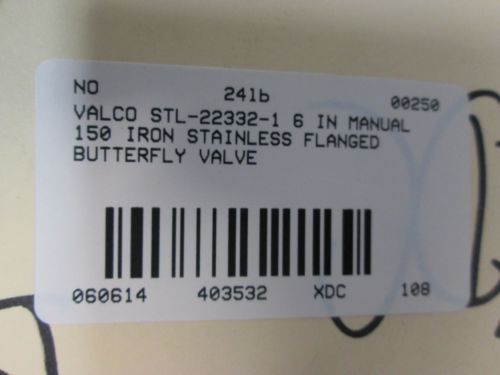 NO 24lb 00250
VALCO STL-22332-1 6 IN MANUAL
150 IRON STAINLESS FLANGED
BUTTERFLY VALVE
060614 403532 XDC 108